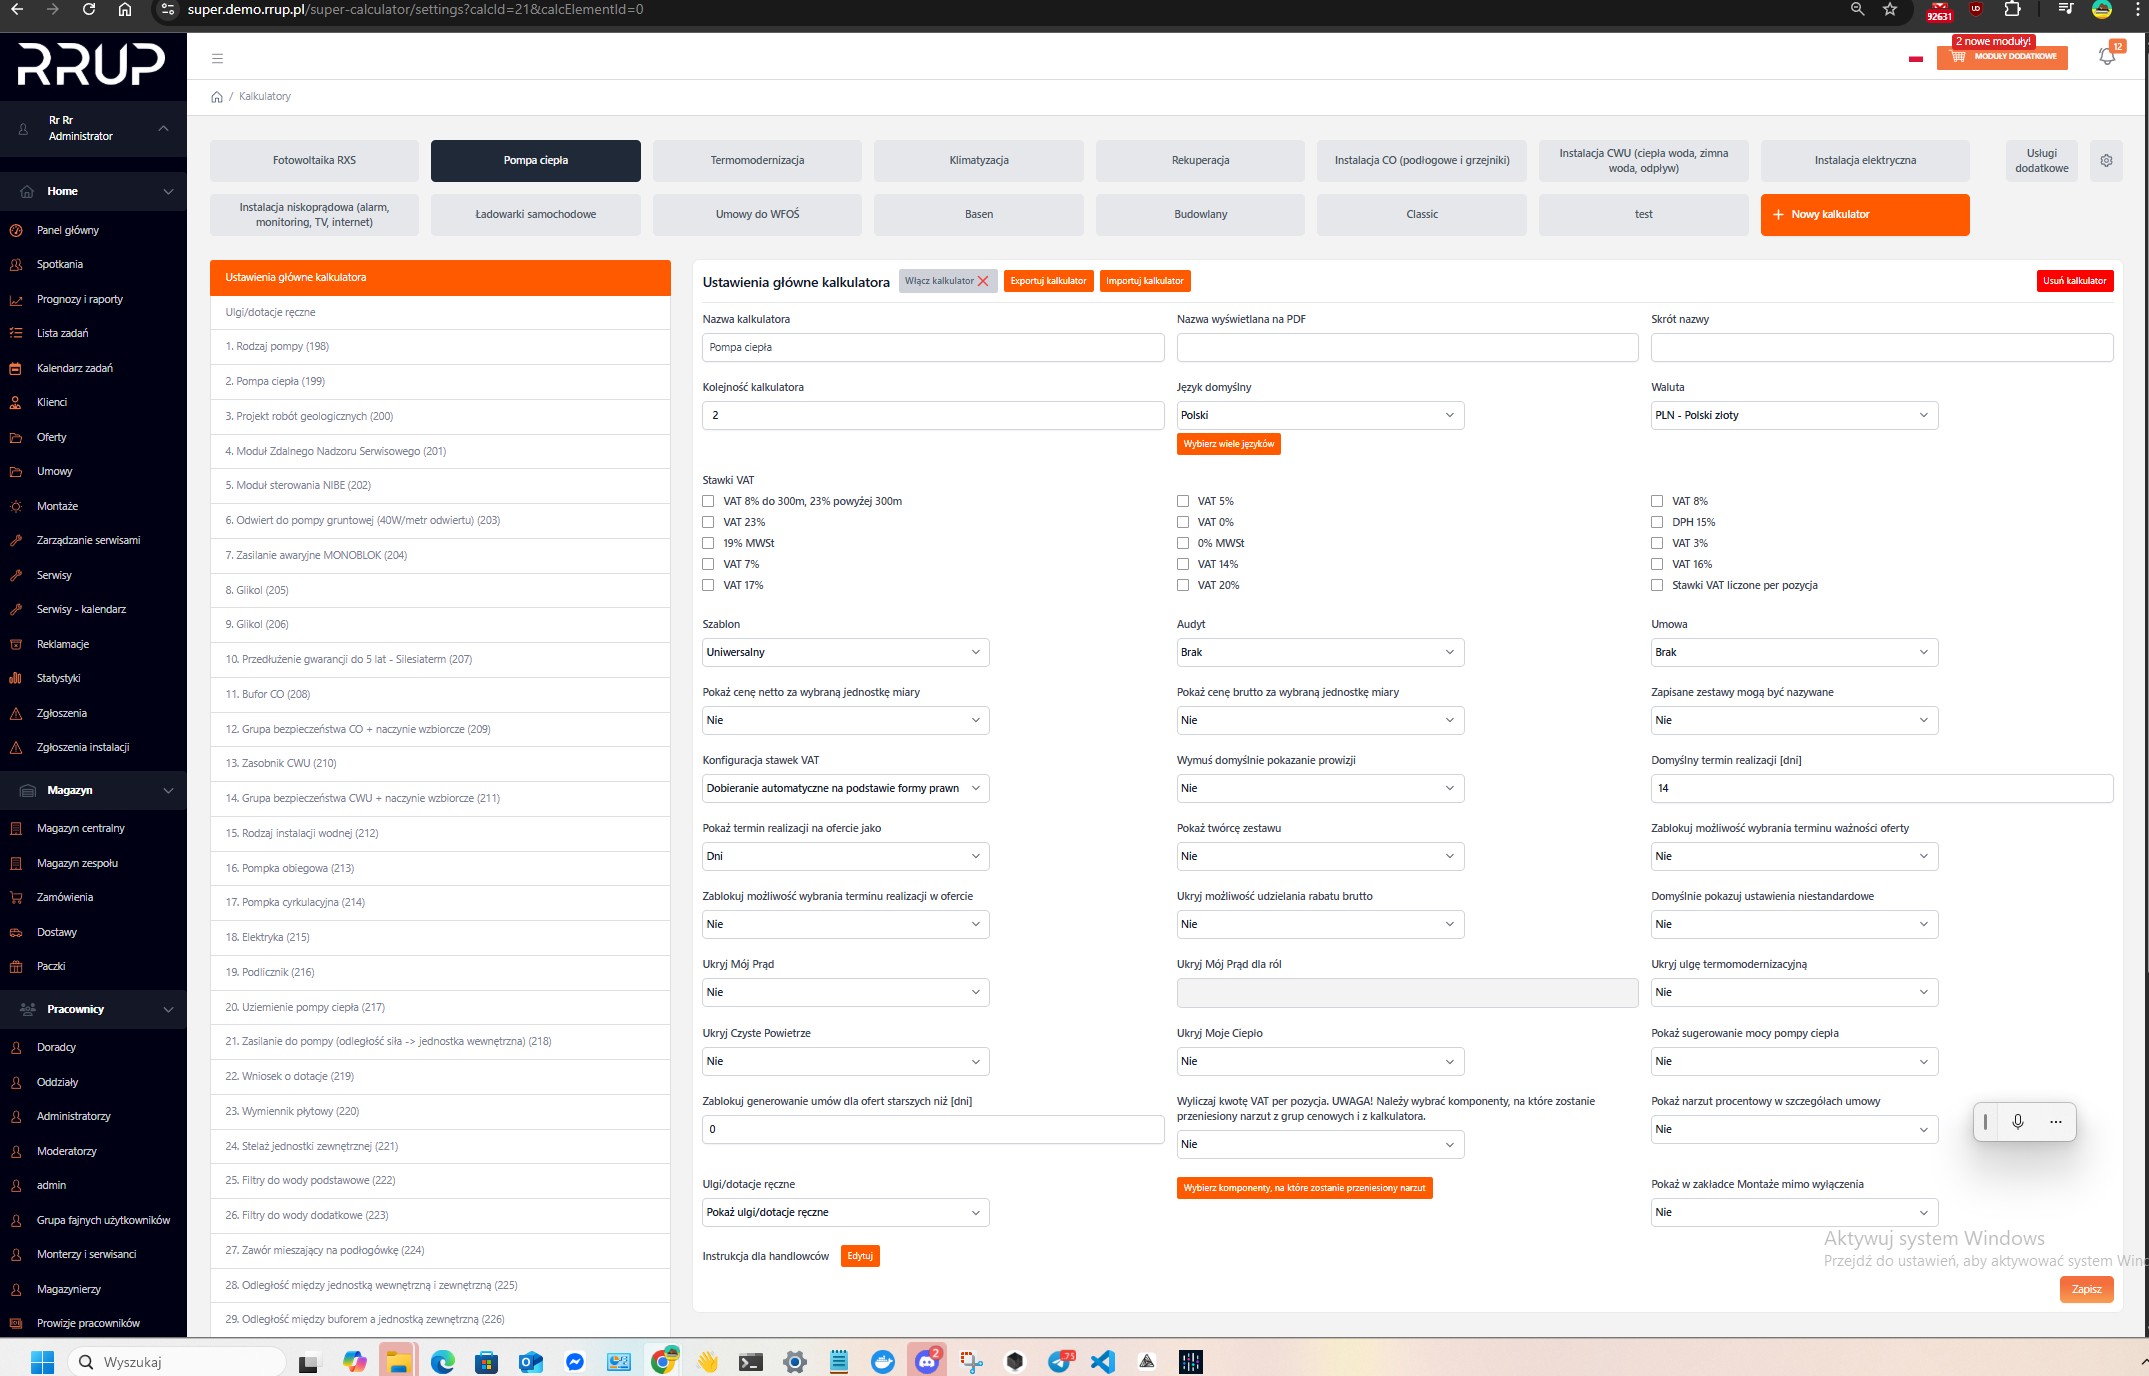 super.demo.rrup.pl/super-calculator/settings?calcId=21&calcElementId=0
92631
RRUP
Rr Rr
Administrator
Home
Panel główny
Spotkania
Prognozy i raporty
Lista zadań
Kalendarz zadań
Klienci
Oferty
Umowy
Montaże
Zarządzanie serwisami
Serwisy
Serwisy - kalendarz
Reklamacje
Statystyki
Zgłoszenia
Zgłoszenia instalacji
Magazyn
Magazyn centralny
Magazyn zespołu
Zamówienia
Dostawy
Paczki
Pracownicy
Doradcy
Oddziały
Administratorzy
Moderatorzy
admin
Grupa fajnych użytkowników
Monterzy i serwisanci
Magazynierzy
Prowizje pracowników
2 nowe moduły!
MODUŁY DODATKOWE
12
/ Kalkulatory
Fotowoltaika RXS
Pompa ciepła
Termomodernizacja
Klimatyzacja
Rekuperacja
Instalacja CO (podłogowe i grzejniki)
Instalacja CWU (ciepła woda, zimna
woda, odpływ)
Instalacja elektryczna
Usługi
dodatkowe
Instalacja niskoprądowa (alarm,
monitoring, TV, internet)
Ładowarki samochodowe
Umowy do WFOŚ
Basen
Budowlany
Classic
test
+ Nowy kalkulator
Ustawienia główne kalkulatora
Ulgi/dotacje ręczne
1. Rodzaj pompy (198)
2. Pompa ciepła (199)
3. Projekt robót geologicznych (200)
4. Moduł Zdalnego Nadzoru Serwisowego (201)
5. Moduł sterowania NIBE (202)
6. Odwiert do pompy gruntowej (40W/metr odwiertu) (203)
7. Zasilanie awaryjne MONOBLOK (204)
8. Glikol (205)
9. Glikol (206)
10. Przedłużenie gwarancji do 5 lat - Silesiaterm (207)
11. Bufor CO (208)
12. Grupa bezpieczeństwa CO + naczynie wzbiorcze (209)
13. Zasobnik CWU (210)
14. Grupa bezpieczeństwa CWU + naczynie wzbiorcze (211)
15. Rodzaj instalacji wodnej (212)
16. Pompka obiegowa (213)
17. Pompka cyrkulacyjna (214)
18. Elektryka (215)
19. Podlicznik (216)
20. Uziemienie pompy ciepła (217)
21. Zasilanie do pompy (odległość siła -> jednostka wewnętrzna) (218)
22. Wniosek o dotacje (219)
23. Wymiennik płytowy (220)
24. Stelaż jednostki zewnętrznej (221)
25. Filtry do wody podstawowe (222)
26. Filtry do wody dodatkowe (223)
27. Zawór mieszający na podłogówkę (224)
28. Odległość między jednostką wewnętrzną i zewnętrzną (225)
29. Odległość między buforem a jednostką zewnętrzną (226)
Ustawienia główne kalkulatora
Włącz kalkulator
Exportuj kalkulator
Importuj kalkulator
Usuń kalkulator
Nazwa kalkulatora
Nazwa wyświetlana na PDF
Skrót nazwy
Pompa ciepła
Kolejność kalkulatora
Język domyślny
Waluta
2
Polski
PLN - Polski złoty
Wybierz wiele języków
Stawki VAT
VAT 8% do 300m, 23% powyżej 300m
VAT 5%
VAT 8%
VAT 23%
VAT 0%
DPH 15%
19% MWSt
0% MWSt
VAT 3%
VAT 7%
VAT 14%
VAT 16%
VAT 17%
VAT 20%
Stawki VAT liczone per pozycja
Szablon
Audyt
Umowa
Uniwersalny
Brak
Brak
Pokaż cenę netto za wybraną jednostkę miary
Pokaż cenę brutto za wybraną jednostkę miary
Zapisane zestawy mogą być nazywane
Nie
Nie
Nie
Konfiguracja stawek VAT
Wymuś domyślnie pokazanie prowizji
Domyślny termin realizacji [dni]
Dobieranie automatyczne na podstawie formy prawn
Nie
14
Pokaż termin realizacji na ofercie jako
Pokaż twórcę zestawu
Zablokuj możliwość wybrania terminu ważności oferty
Dni
Nie
Nie
Zablokuj możliwość wybrania terminu realizacji w ofercie
Ukryj możliwość udzielania rabatu brutto
Domyślnie pokazuj ustawienia niestandardowe
Nie
Nie
Nie
Ukryj Mój Prąd
Ukryj Mój Prąd dla ról
Ukryj ulgę termomodernizacyjną
Nie
Nie
Ukryj Czyste Powietrze
Ukryj Moje Ciepło
Pokaż sugerowanie mocy pompy ciepła
Nie
Nie
Nie
Zablokuj generowanie umów dla ofert starszych niż [dni]
Wyliczaj kwotę VAT per pozycja. UWAGA! Należy wybrać komponenty, na które zostanie
przeniesiony narzut z grup cenowych i z kalkulatora.
Pokaż narzut procentowy w szczegółach umowy
0
Nie
Nie
Ulgi/dotacje ręczne
Wybierz komponenty, na które zostanie przeniesiony narzut
Pokaż w zakładce Montaże mimo wyłączenia
Pokaż ulgi/dotacje ręczne
Nie
Instrukcja dla handlowców
Edytuj
Aktywuj system Windows
Przejdź do ustawień, aby aktywować system Win
Zapisz
Wyszukaj
2
75